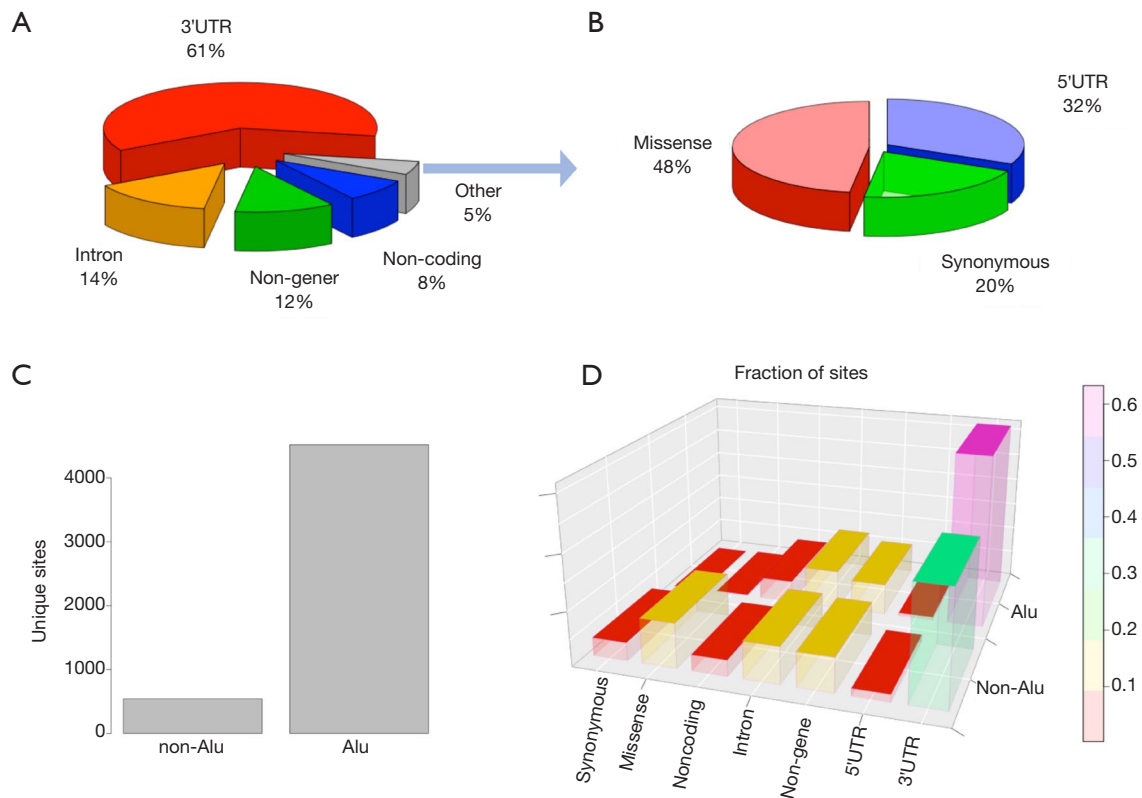 A
3'UTR
61%
Intron
14%
Non-gener
12%
Non-coding
8%
Other
5%
B
Missense
48%
5'UTR
32%
Synonymous
20%
C
Unique sites
4000
3000
2000
1000
0
non-Alu
Alu
D
Fraction of sites
0.6
0.5
0.4
0.3
0.2
0.1
Alu
Non-Alu
Synonymous
Missense
Noncoding
Intron
Non-gene
5'UTR
3'UTR